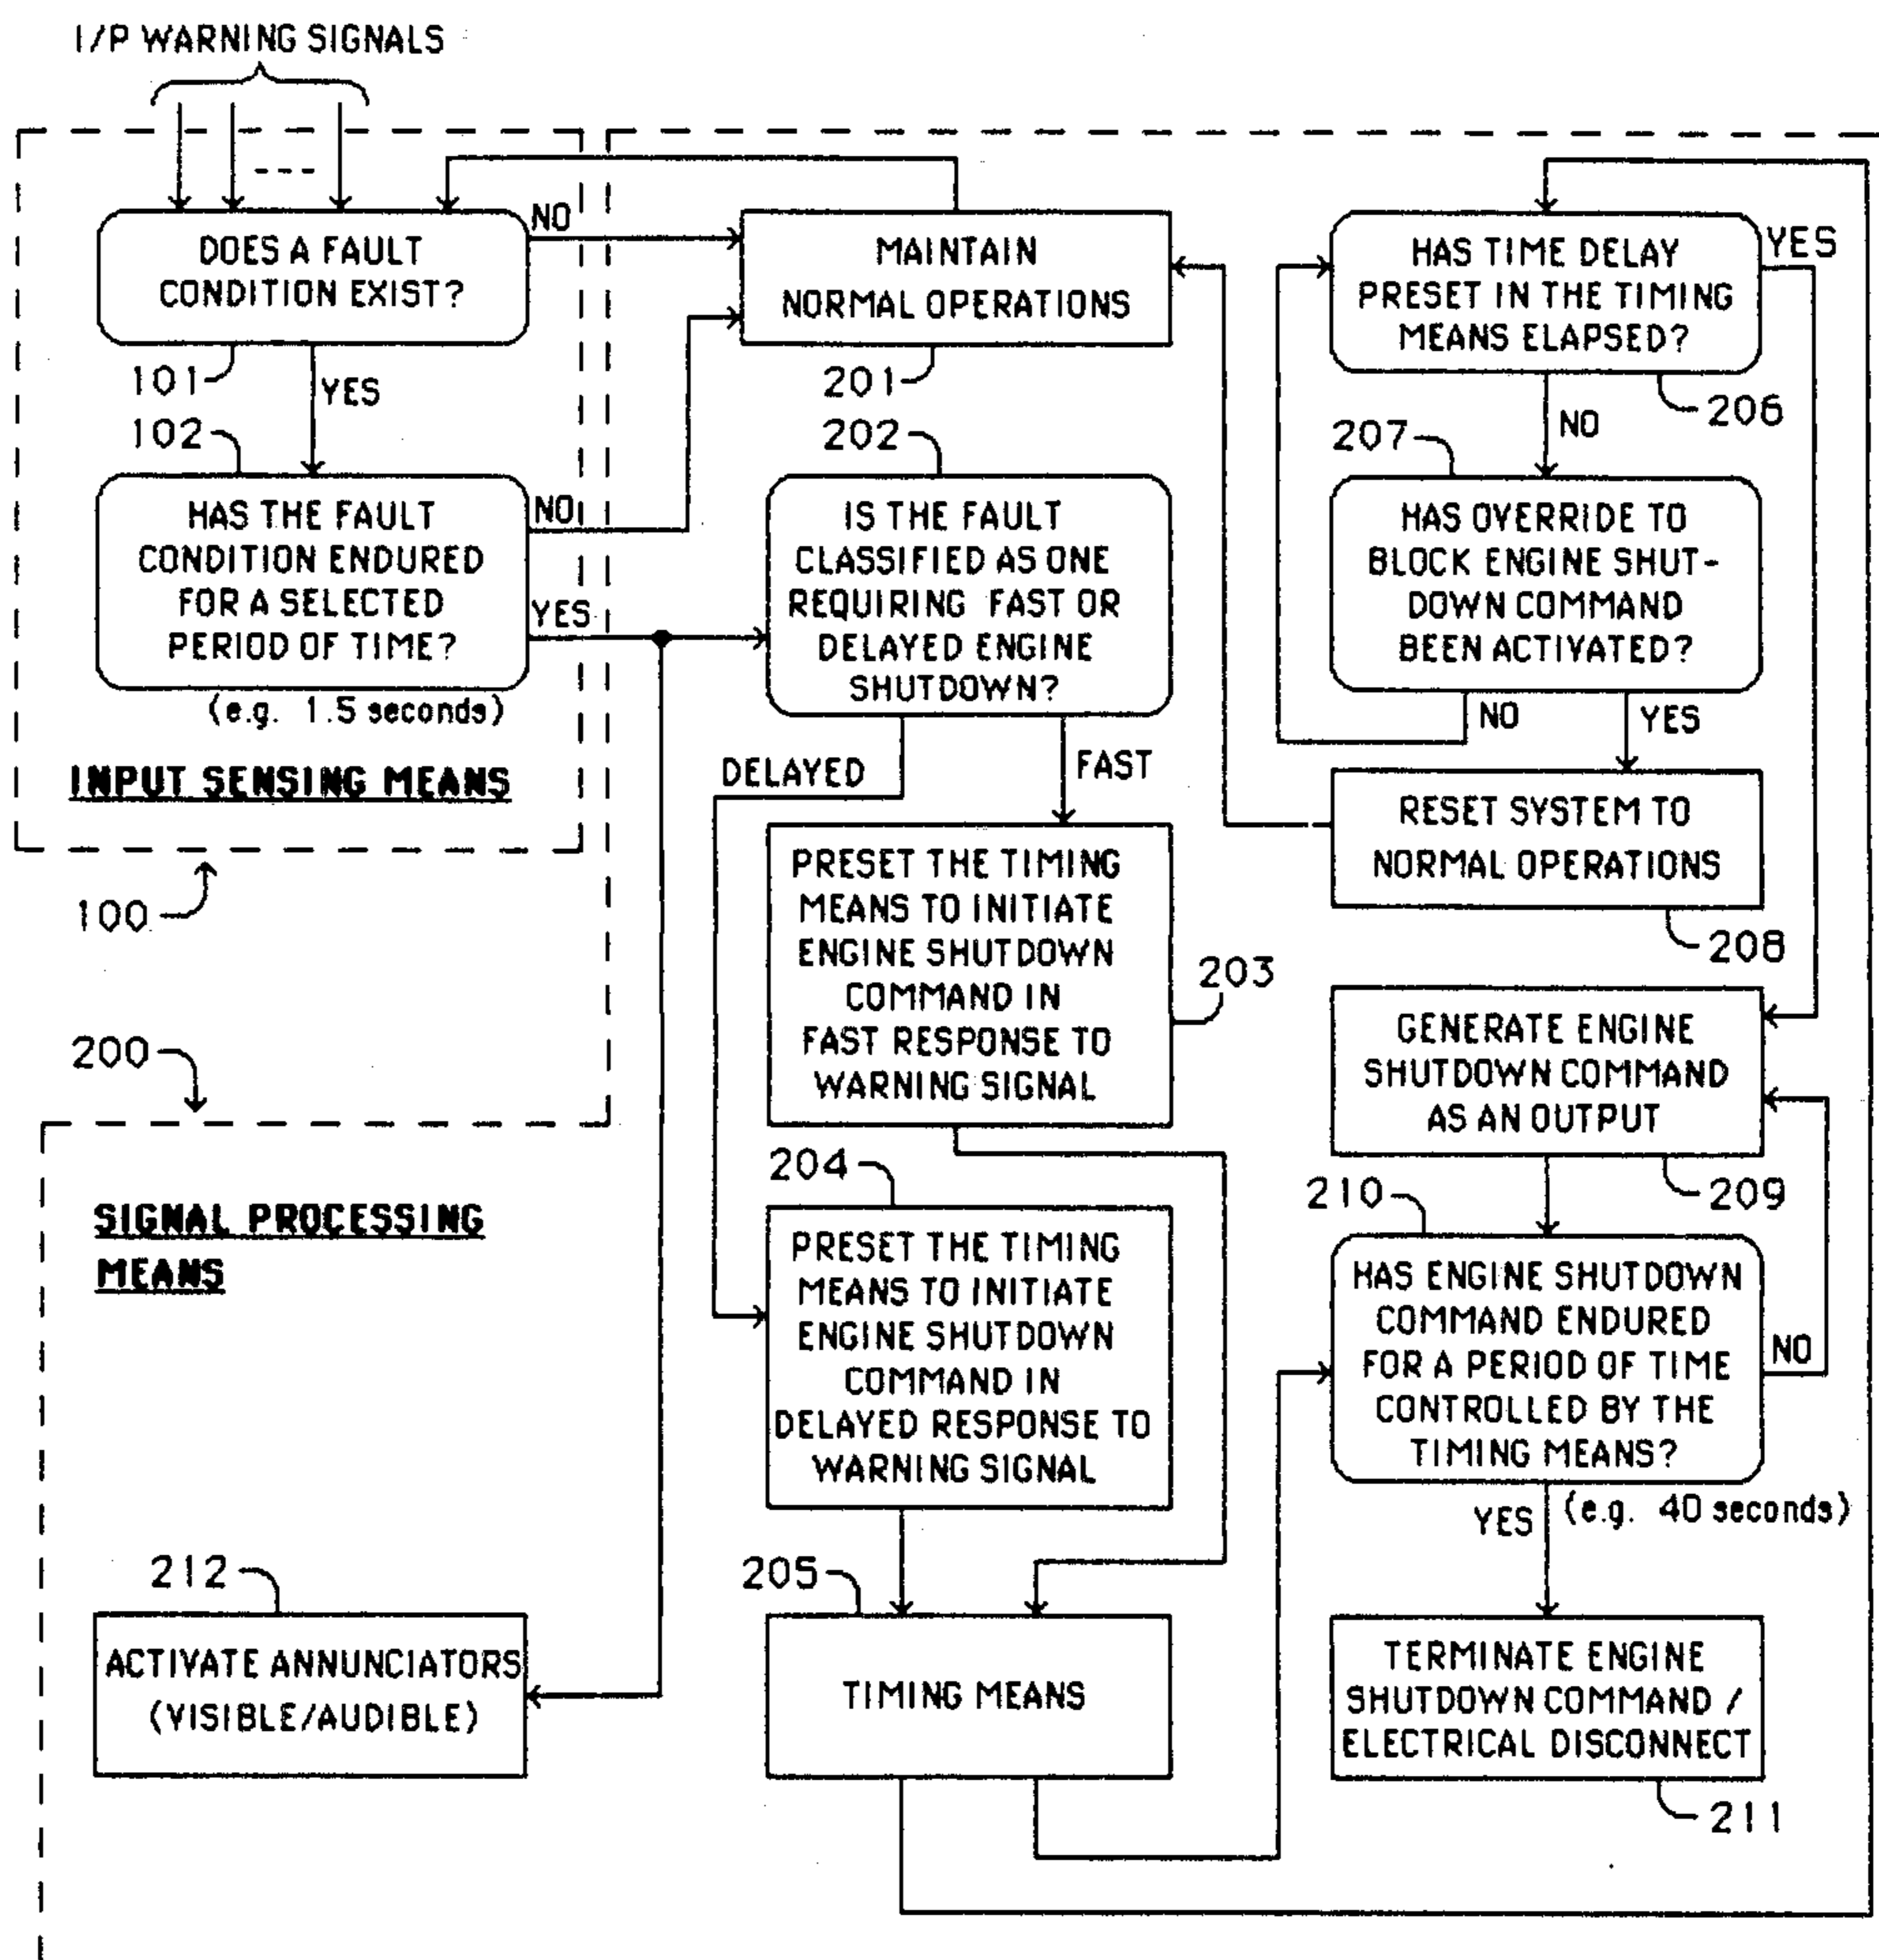 I/P WARNING SIGNALS
DOES A FAULT
CONDITION EXIST?
NO
101
YES
102
HAS THE FAULT
CONDITION ENDURED
FOR A SELECTED
PERIOD OF TIME?
NO
YES
(e.g. 1.5 seconds)
INPUT SENSING MEANS
100
200
SIGNAL PROCESSING
MEANS
212
ACTIVATE ANNUNCIATORS
(VISIBLE/AUDIBLE)
MAINTAIN
NORMAL OPERATIONS
201
202
IS THE FAULT
CLASSIFIED AS ONE
REQUIRING FAST OR
DELAYED ENGINE
SHUTDOWN?
DELAYED
FAST
PRESET THE TIMING
MEANS TO INITIATE
ENGINE SHUTDOWN
COMMAND IN
FAST RESPONSE TO
WARNING SIGNAL
203
204
PRESET THE TIMING
MEANS TO INITIATE
ENGINE SHUTDOWN
COMMAND IN
DELAYED RESPONSE TO
WARNING SIGNAL
205
TIMING MEANS
HAS TIME DELAY
PRESET IN THE TIMING
MEANS ELAPSED?
YES
206
NO
207
HAS OVERRIDE TO
BLOCK ENGINE SHUT-
DOWN COMMAND
BEEN ACTIVATED?
NO
YES
RESET SYSTEM TO
NORMAL OPERATIONS
208
GENERATE ENGINE
SHUTDOWN COMMAND
AS AN OUTPUT
209
210
HAS ENGINE SHUTDOWN
COMMAND ENDURED
FOR A PERIOD OF TIME
CONTROLLED BY THE
TIMING MEANS?
NO
YES
(e.g. 40 seconds)
TERMINATE ENGINE
SHUTDOWN COMMAND /
ELECTRICAL DISCONNECT
211